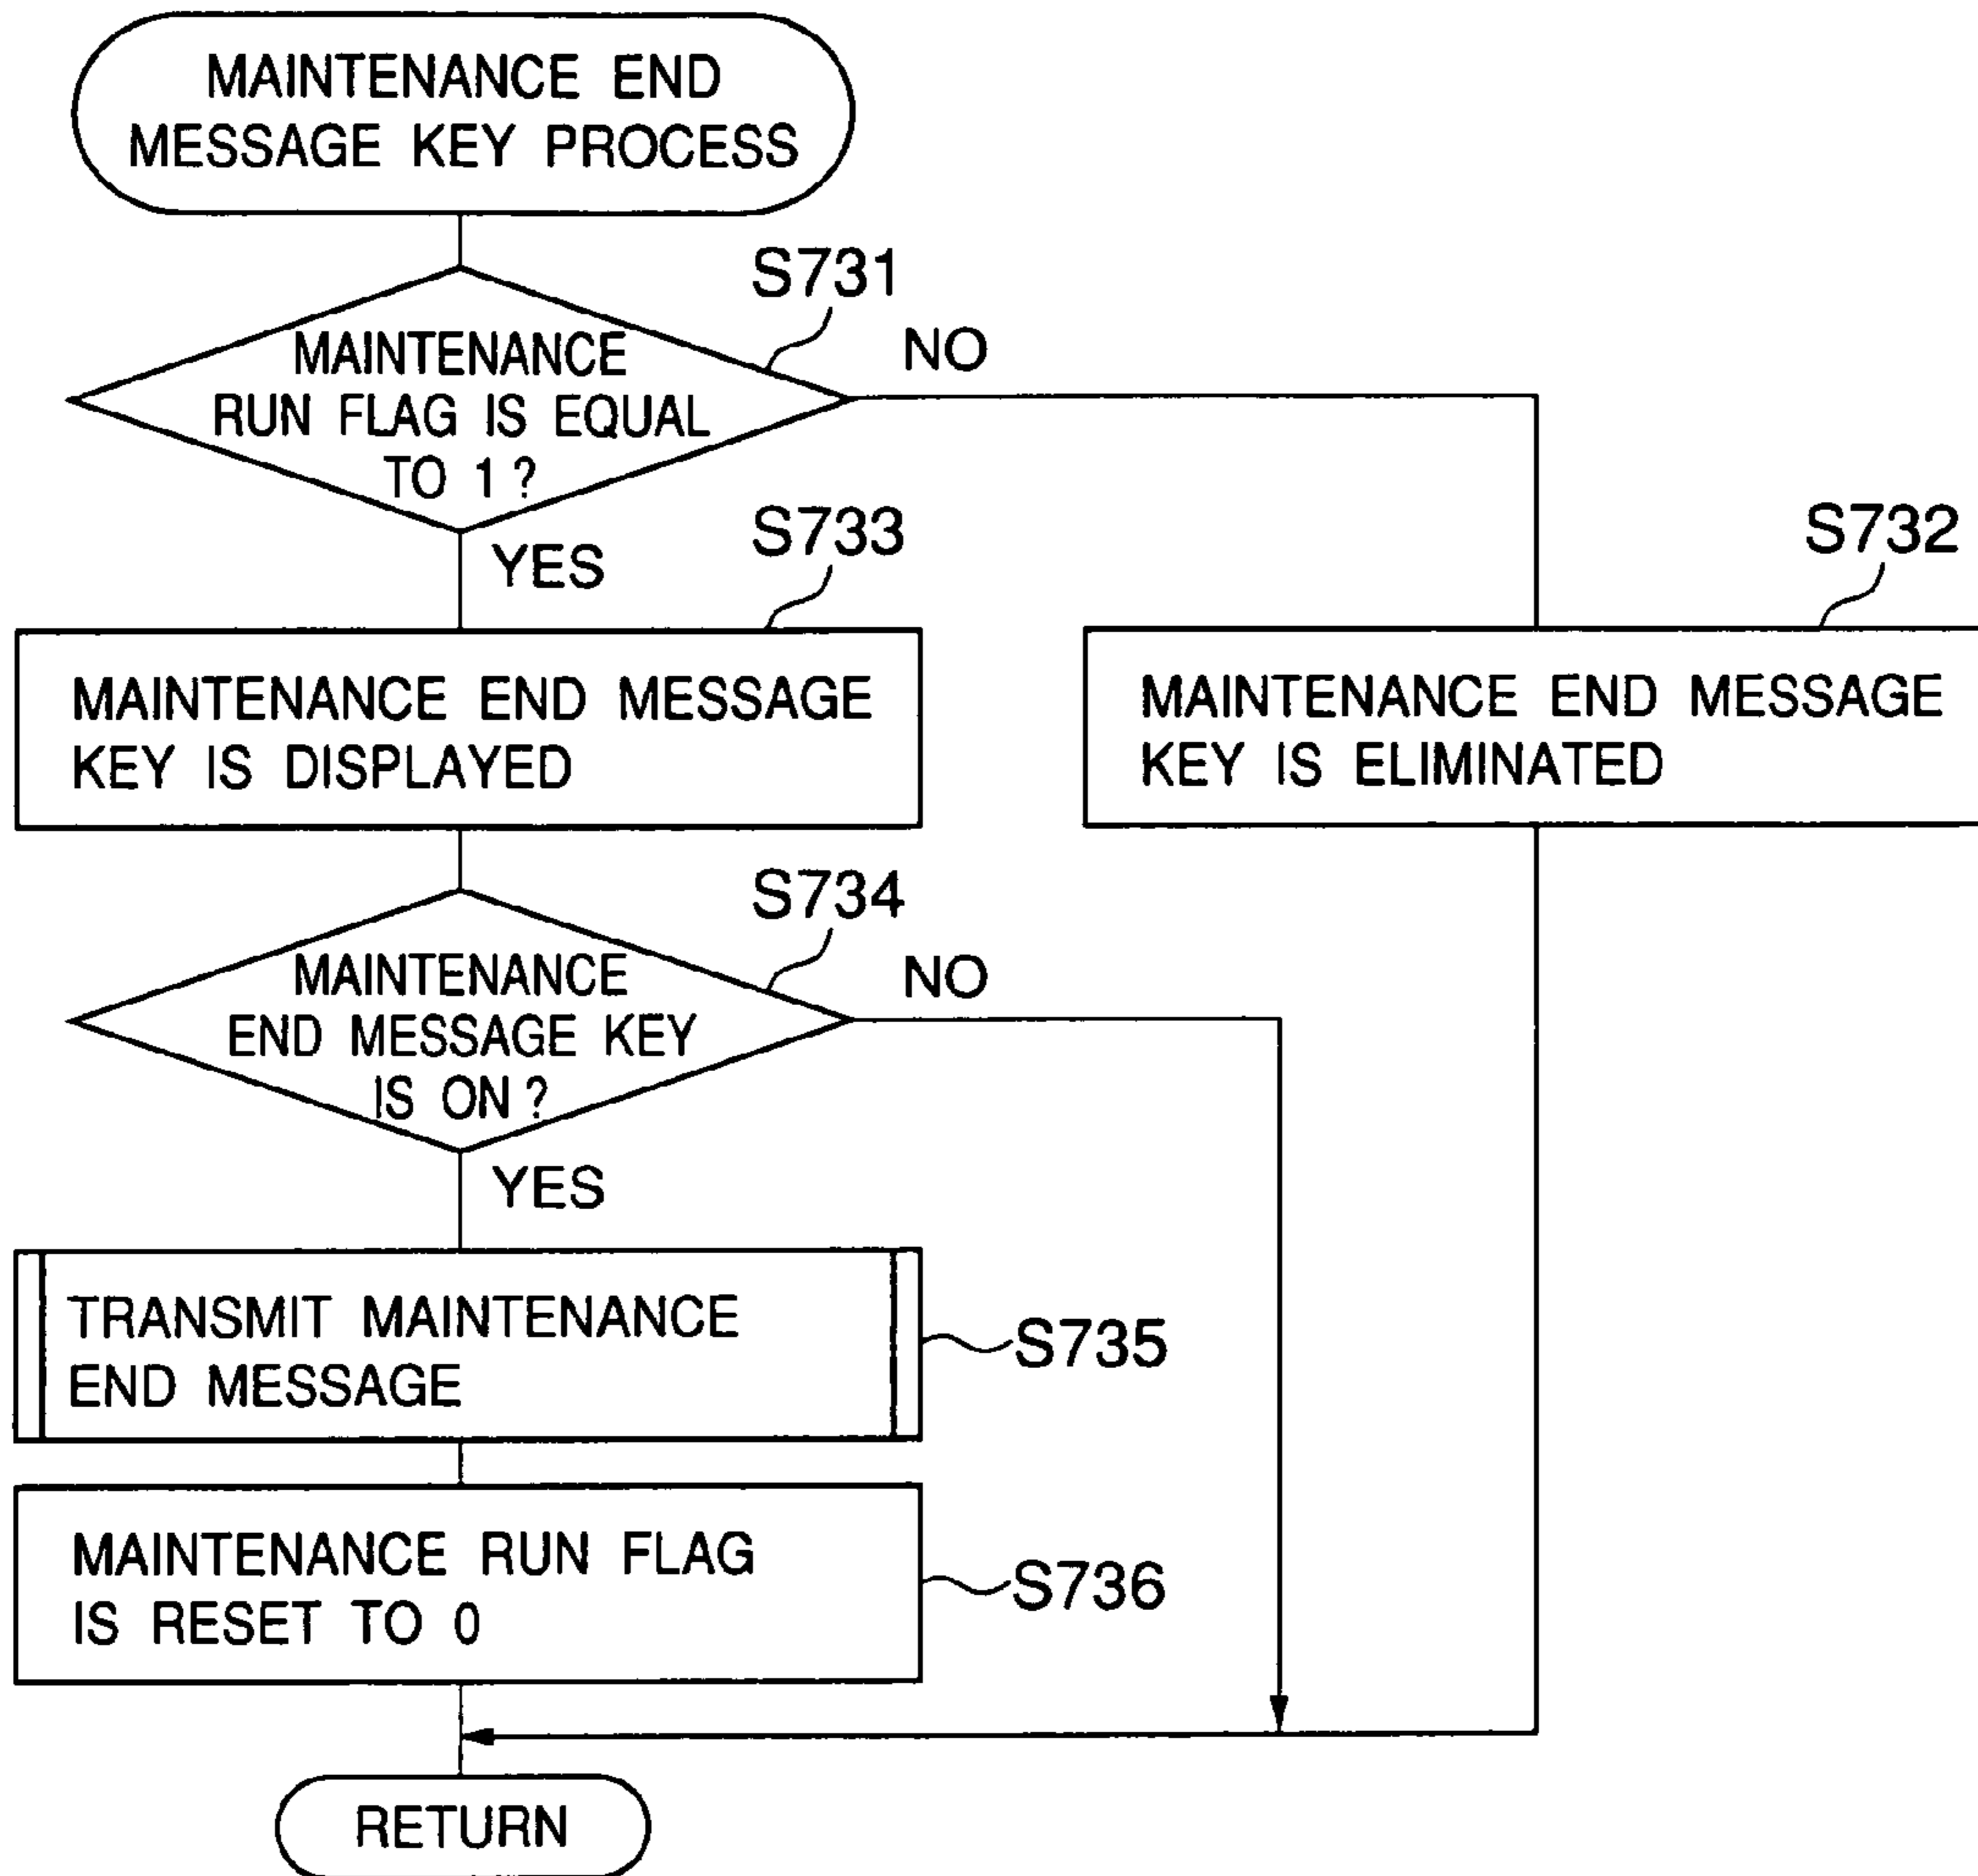 MAINTENANCE END
MESSAGE KEY PROCESS
S731
MAINTENANCE
RUN FLAG IS EQUAL
TO 1?
NO
YES
S733
S732
MAINTENANCE END MESSAGE
KEY IS DISPLAYED
MAINTENANCE END MESSAGE
KEY IS ELIMINATED
S734
MAINTENANCE
END MESSAGE KEY
IS ON?
NO
YES
TRANSMIT MAINTENANCE
END MESSAGE
S735
MAINTENANCE RUN FLAG
IS RESET TO 0
S736
RETURN